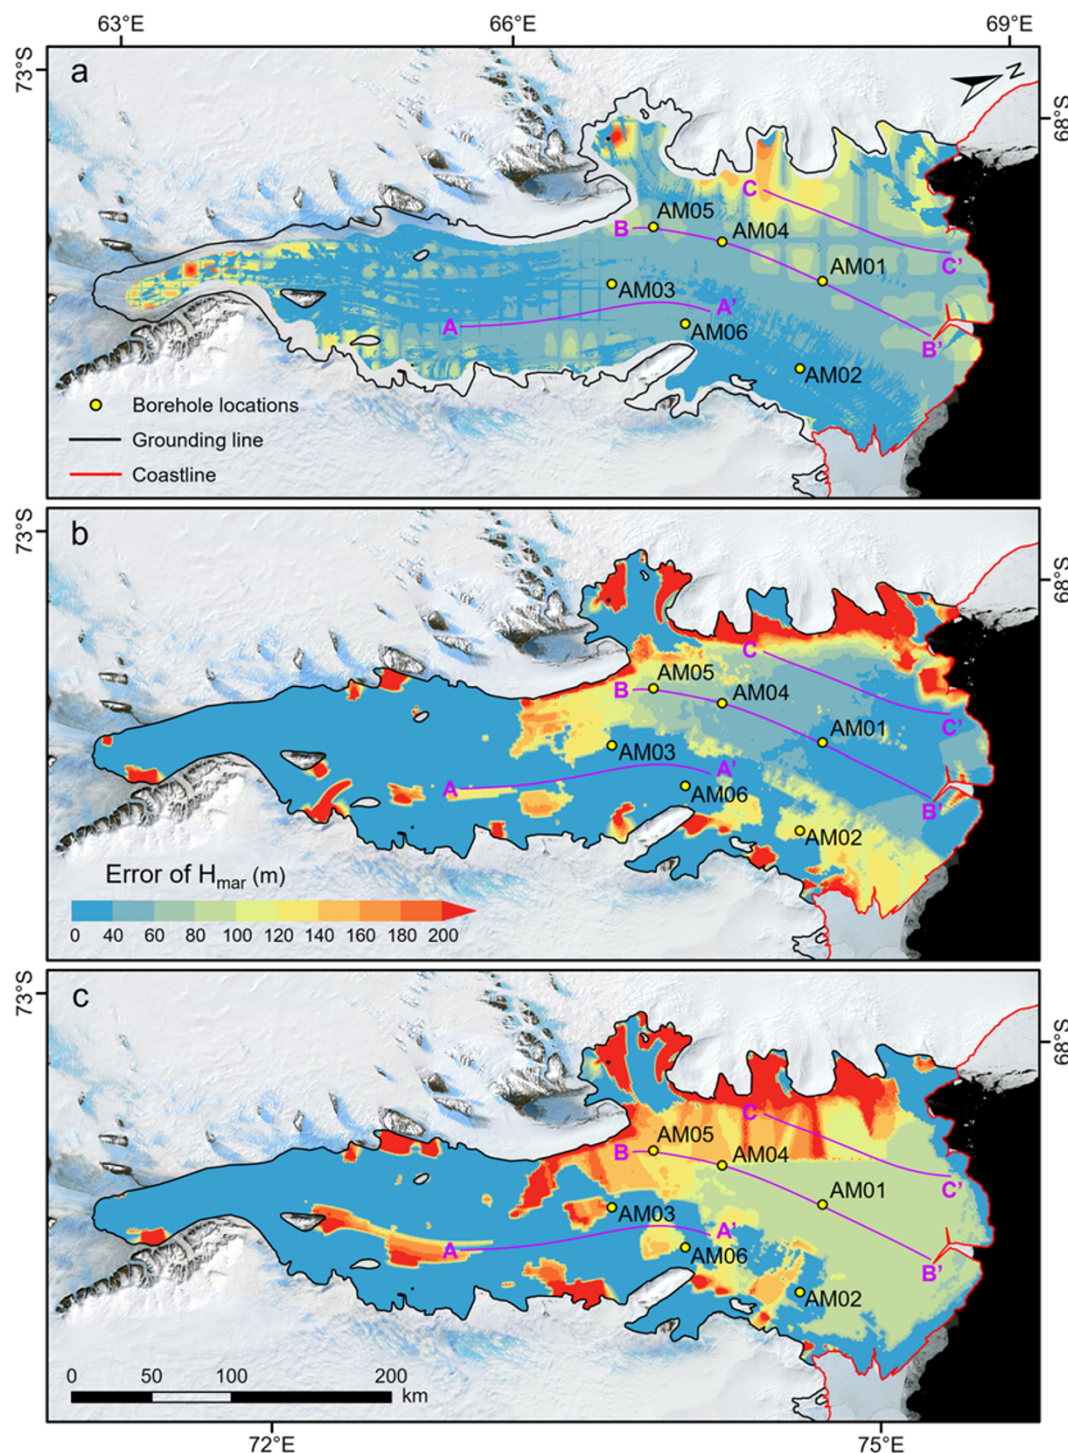 63°E 66°E 69°E
73°S
68°S
a
N
C
AM05
B
AM04
C'
AM01
AM03
A'
A
AM06
B'
AM02
Borehole locations
Grounding line
Coastline
73°S
68°S
b
C
AM05
B
AM04
C'
AM01
AM03
A'
A
AM06
B'
AM02
Error of Hmar (m)
0 40 60 80 100 120 140 160 180 200
73°S
68°S
c
C
AM05
B
AM04
C'
AM01
AM03
A'
A
AM06
B'
AM02
0 50 100 200
km
72°E 75°E